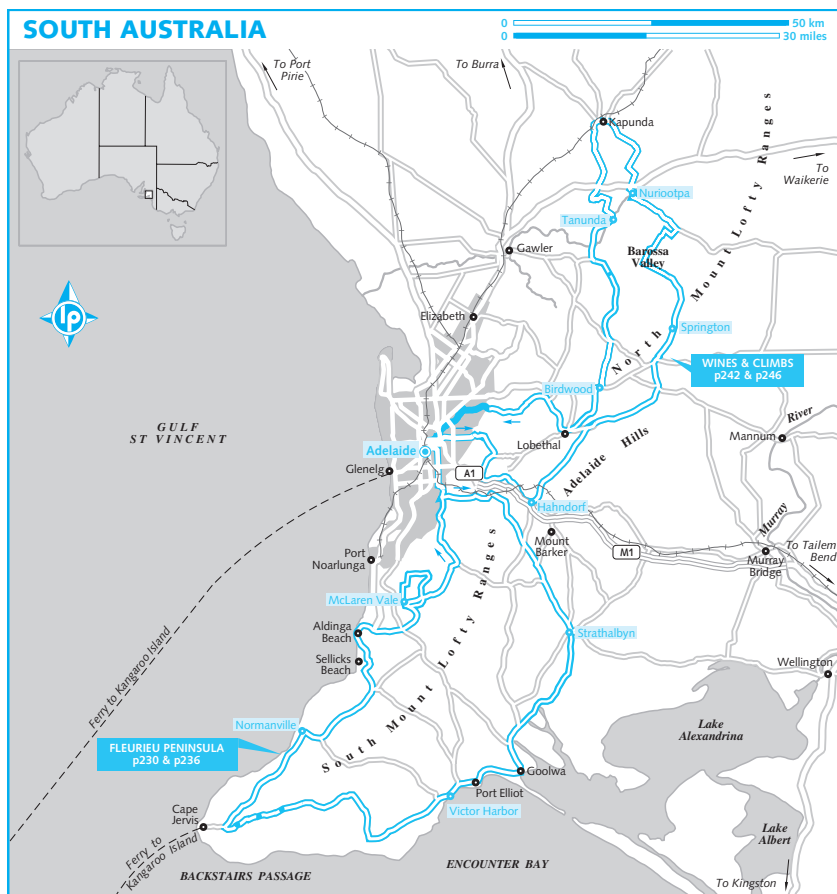 SOUTH AUSTRALIA
0 50 km
0 30 miles
To Port
Pirie
To Burra
Kapunda
To
Waikerie
Nuriootpa
Tanunda
Barossa
Valley
Gawler
North Mount Lofty Ranges
Elizabeth
Springton
lp
WINES & CLIMBS
p242 & p246
Birdwood
GULF
ST VINCENT
Lobethal
Mannum
River
Adelaide
Adelaide Hills
Glenelg
A1
Hahndorf
Murray
Mount
Barker
M1
To Tailem
Bend
Murray
Bridge
Port
Noarlunga
McLaren Vale
Aldinga
Beach
Strathalbyn
Sellicks
Beach
Wellington
Ferry to Kangaroo Island
South Mount Lofty Ranges
Normanville
Lake
Alexandrina
FLEURIEU PENINSULA
p230 & p236
Goolwa
Port Elliot
Victor Harbor
Cape
Jervis
Lake
Albert
Ferry to
Kangaroo Island
BACKSTAIRS PASSAGE
ENCOUNTER BAY
To Kingston